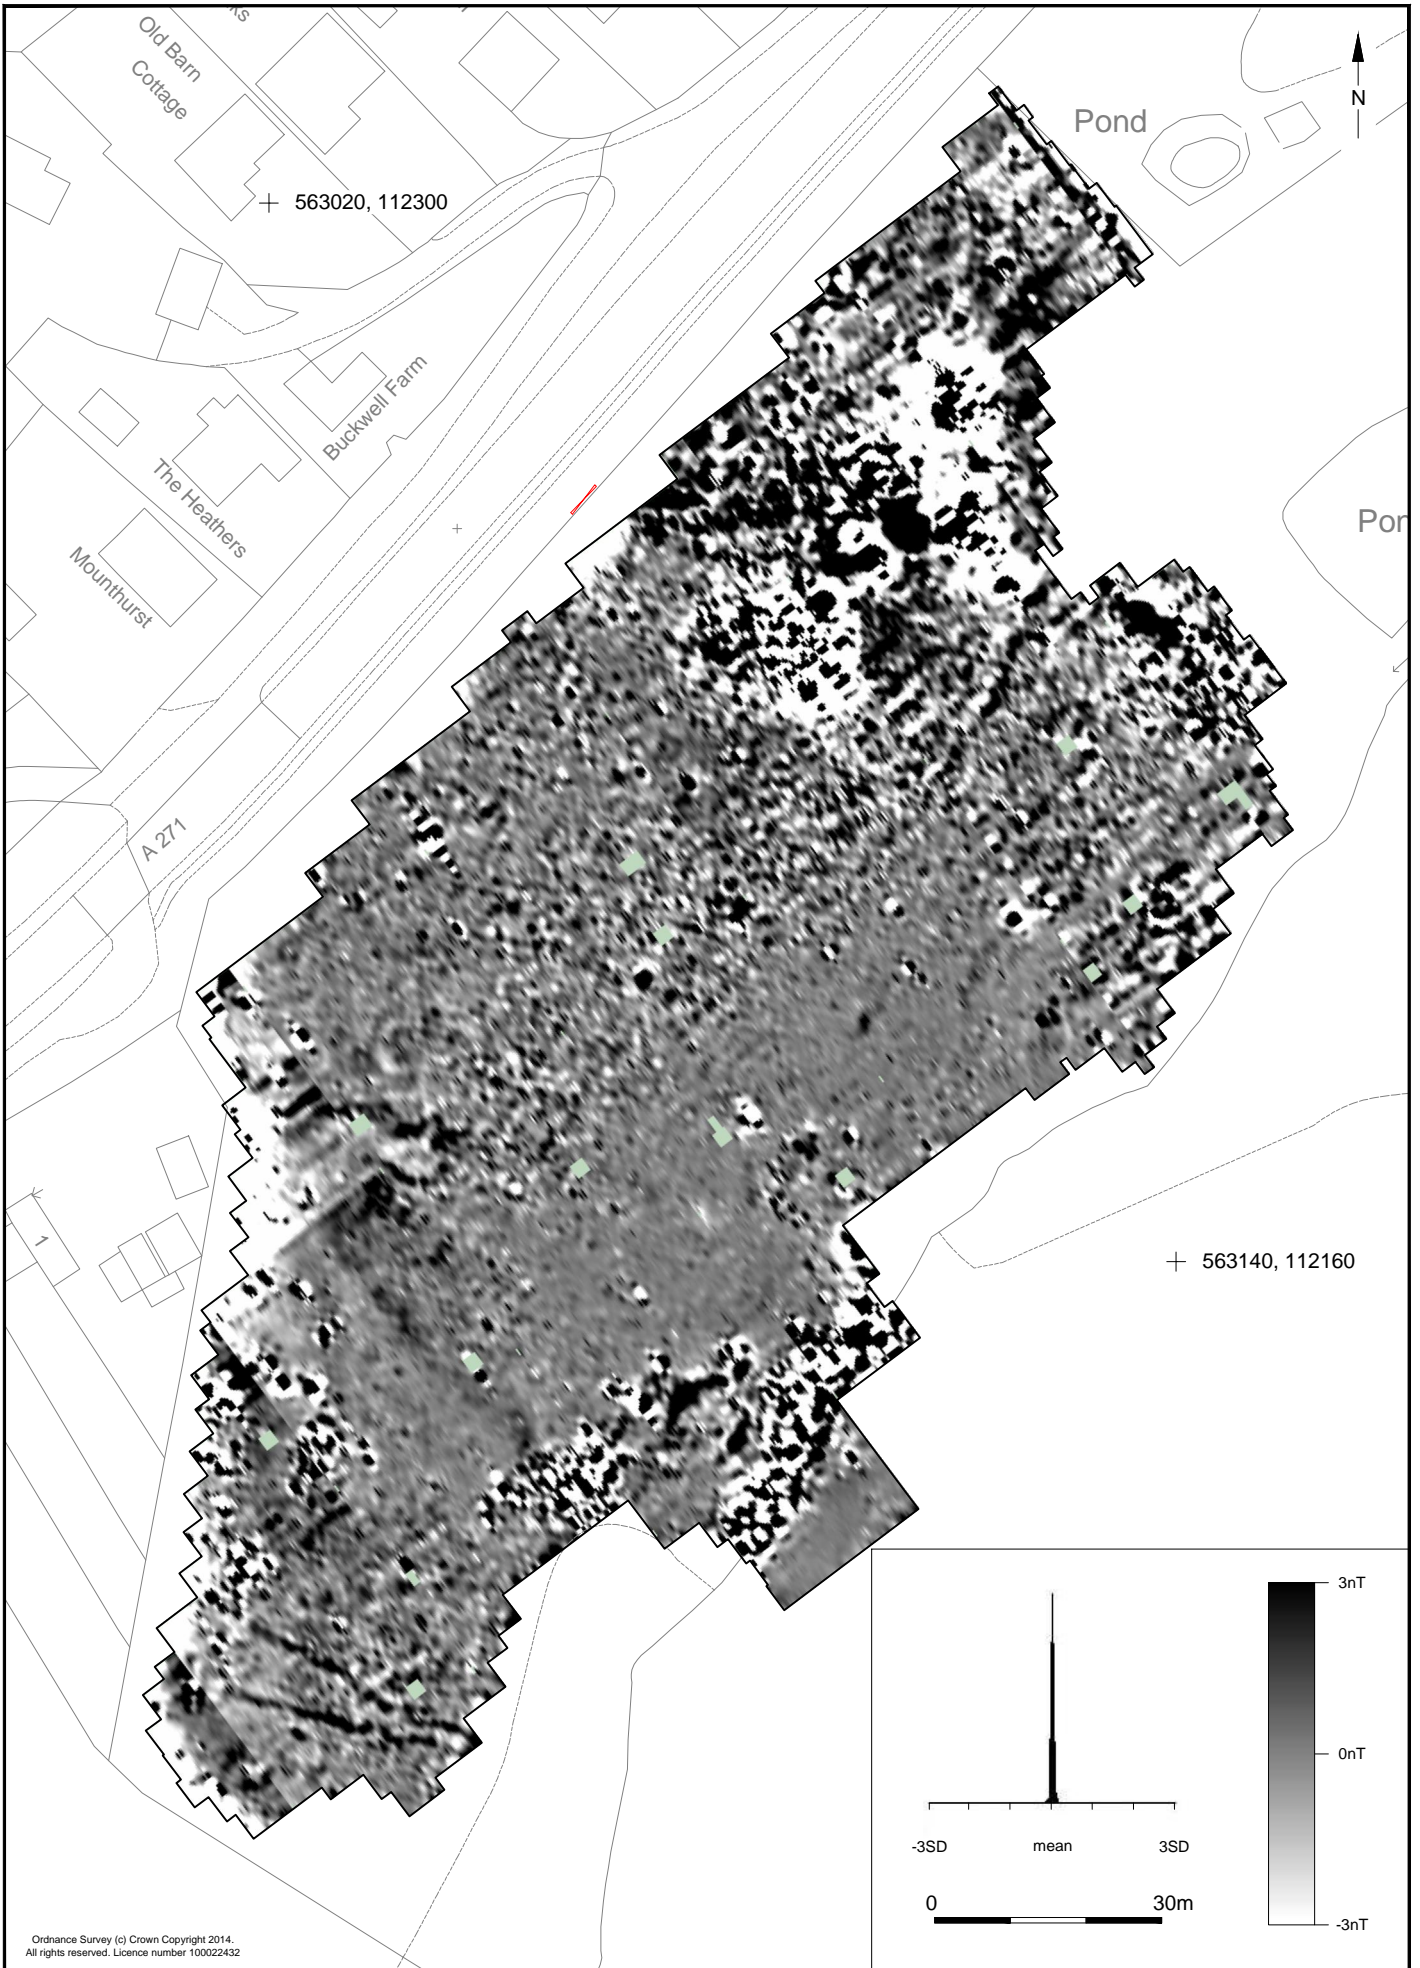 Old Barn
Cottage
Pond
N
563020, 112300
Buckwell Farm
The Heathers
Mounthurst
A 271
1
563140, 112160
3nT
0nT
-3nT
-3SD
mean
3SD
0
30m
Ordnance Survey (c) Crown Copyright 2014.
All rights reserved. Licence number 100022432